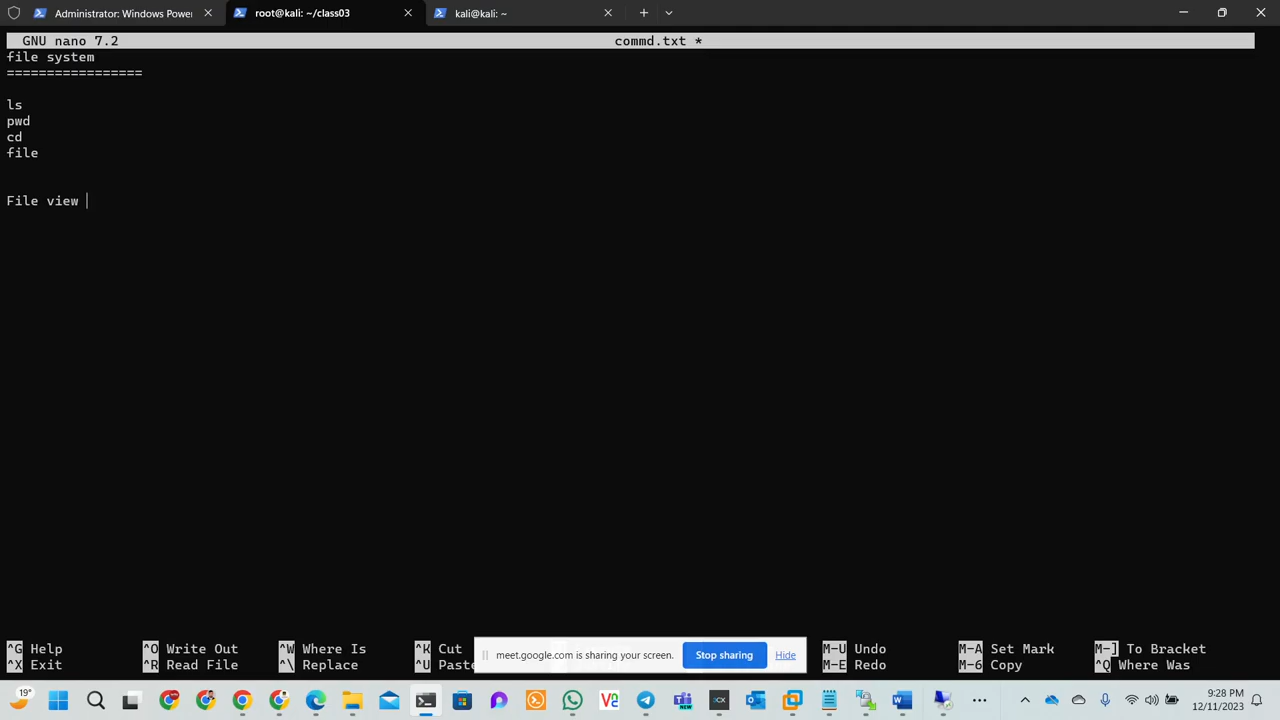 Administrator: Windows Power
root@kali: ~/class03
kali@kali: ~
GNU nano 7.2
commd.txt *
file system
=================
ls
pwd
cd
file
File view
^G Help
^O Write Out
^W Where Is
^K Cut
M-U Undo
M-A Set Mark
M-] To Bracket
^X Exit
^R Read File
^\ Replace
^U Paste
M-E Redo
M-6 Copy
^Q Where Was
meet.google.com is sharing your screen.
Stop sharing
Hide
19°
9:28 PM
12/11/2023